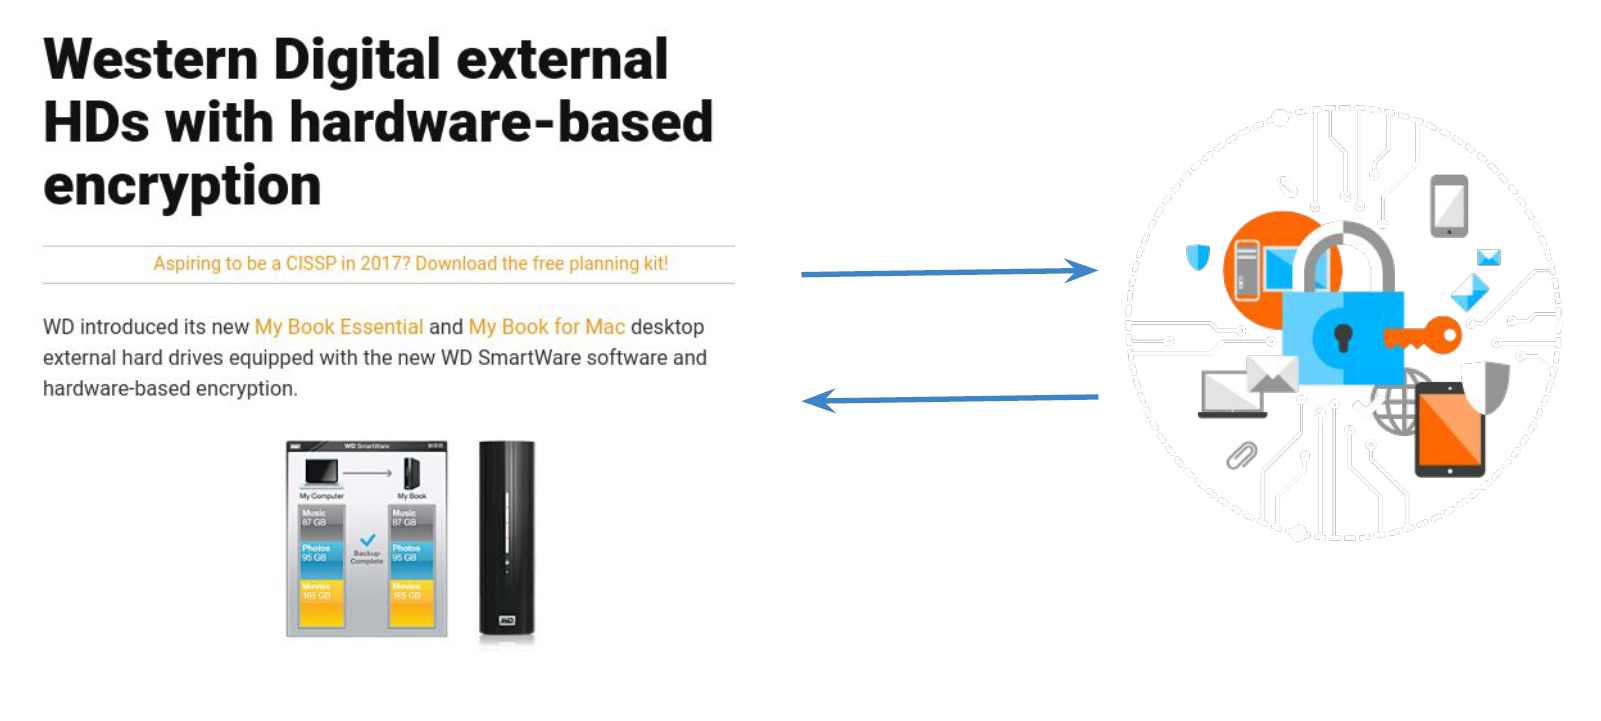 Western Digital external
HDs with hardware-based
encryption
Aspiring to be a CISSP in 2017? Download the free planning kit!
WD introduced its new My Book Essential and My Book for Mac desktop
external hard drives equipped with the new WD SmartWare software and
hardware-based encryption.
WD SmartWare
My Computer
My Book
Music
87 GB
Music
87 GB
Photos
95 GB
Photos
95 GB
Backup
Complete
Movies
165 GB
Movies
165 GB
WD